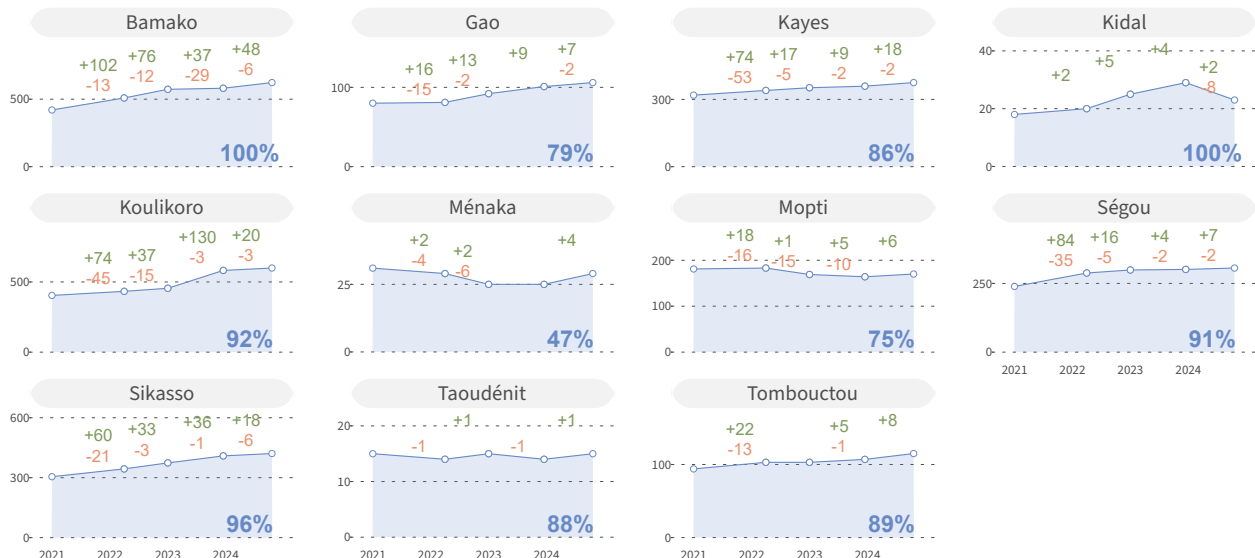 Bamako
+102 +76 +37 +48
-13 -12 -29 -6
500
0
100%
Gao
+16 +13 +9 +7
-15 -2 -2
100
0
79%
Kayes
+74 +17 +9 +18
-53 -5 -2 -2
300
0
86%
Kidal
40
+2 +5 +4 +2
-8
20
0
100%
Koulikoro
+74 +37 +130 +20
-45 -15 -3 -3
500
0
92%
Ménaka
+2 +2 +4
-4 -6
25
0
47%
Mopti
+18 +1 +5 +6
-16 -15 -10
200
100
0
75%
Ségou
+84 +16 +4 +7
-35 -5 -2 -2
250
0
91%
2021 2022 2023 2024
Sikasso
600
+60 +33 +36 +18
-21 -3 -1 -6
300
0
96%
2021 2022 2023 2024
Taoudénit
20
+1 +1
-1 -1
10
0
88%
2021 2022 2023 2024
Tombouctou
+22 +5 +8
-13 -1
100
0
89%
2021 2022 2023 2024